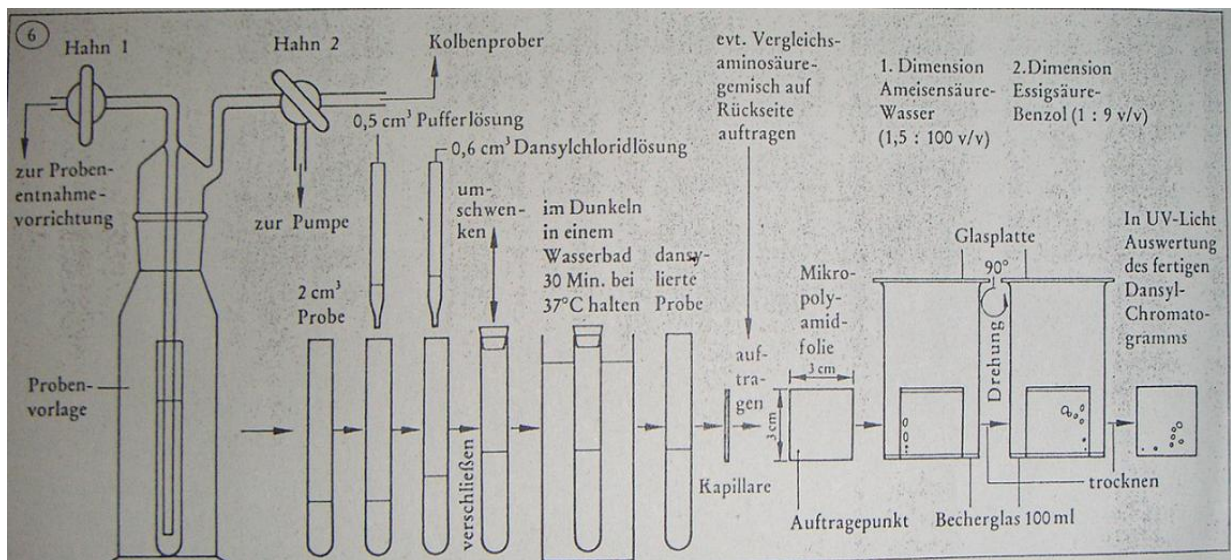 6
Hahn 1
Hahn 2
Kolbenprober
zur Proben-
entnahme-
vorrichtung
zur Pumpe
Proben-
vorlage
2 cm³
Probe
0,5 cm³ Pufferlösung
0,6 cm³ Dansylchloridlösung
um-
schwen-
ken
verschließen
im Dunkeln
in einem
Wasserbad
30 Min. bei
37°C halten
dansy-
lierte
Probe
evt. Vergleichs-
aminosäure-
gemisch auf
Rückseite
auftragen
auf-
tra-
gen
Kapillare
Mikro-
poly-
amid-
folie
3 cm
3 cm
Auftragepunkt
1. Dimension
Ameisensäure-
Wasser
(1,5 : 100 v/v)
2.Dimension
Essigsäure-
Benzol (1 : 9 v/v)
Glasplatte
90°
Drehung
Becherglas 100 ml
trocknen
In UV-Licht
Auswertung
des fertigen
Dansyl-
Chromato-
gramms